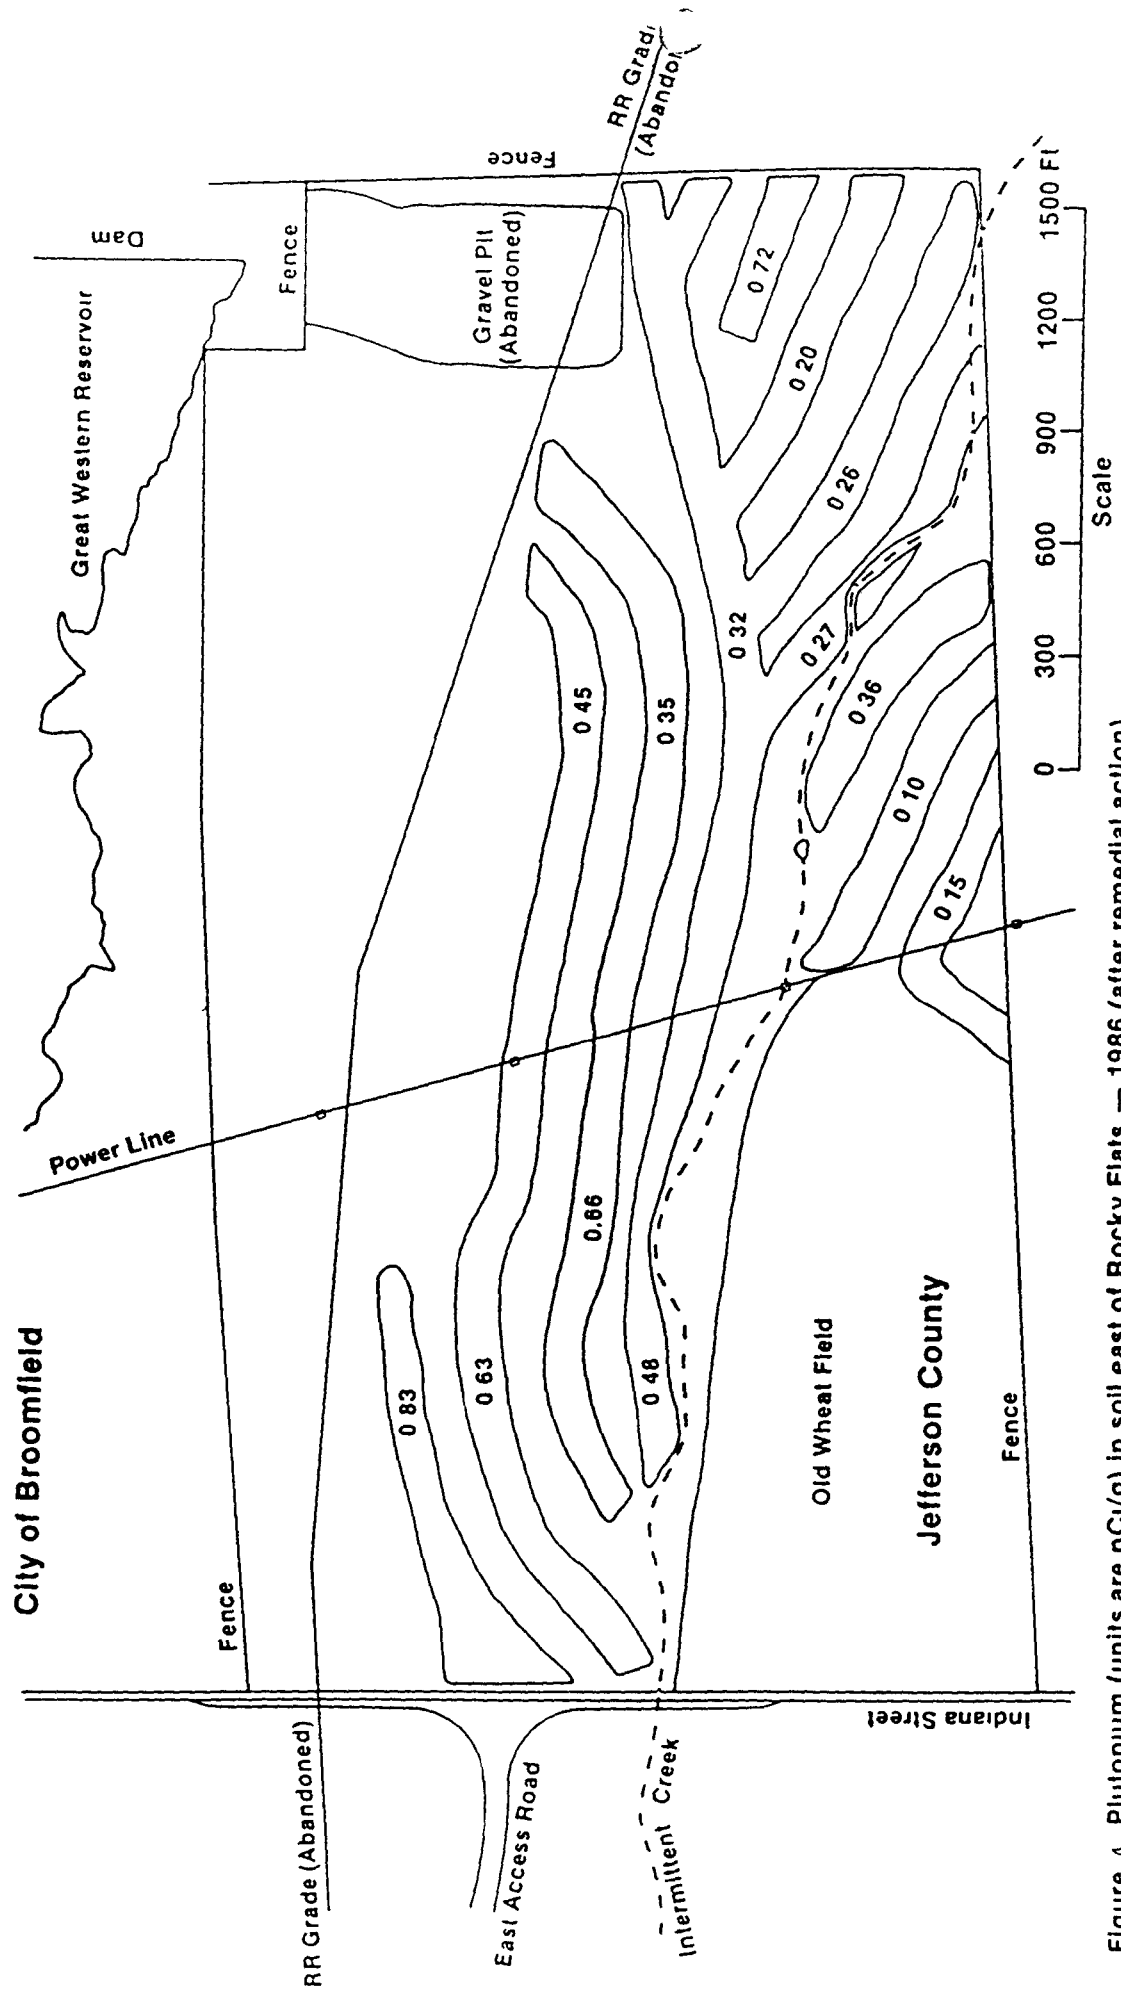 City of Broomfield
Great Western Reservoir
Dam
Power Line
Fence
Fence
Fence
RR Grade (Abandoned)
Gravel Pit
(Abandoned)
RR Grad
(Abando
East Access Road
Intermittent Creek
Indiana Street
0 83
0 63
0.66
0 48
0 45
0 35
0 32
0 27
0 36
0 10
0 15
0 26
0 20
0 72
Old Wheat Field
Jefferson County
Fence
0 300 600 900 1200 1500 Ft
Scale
Figure 4 Plutonium (units are pCi/g) in soil east of Rocky Flats — 1986 (after remedial action)